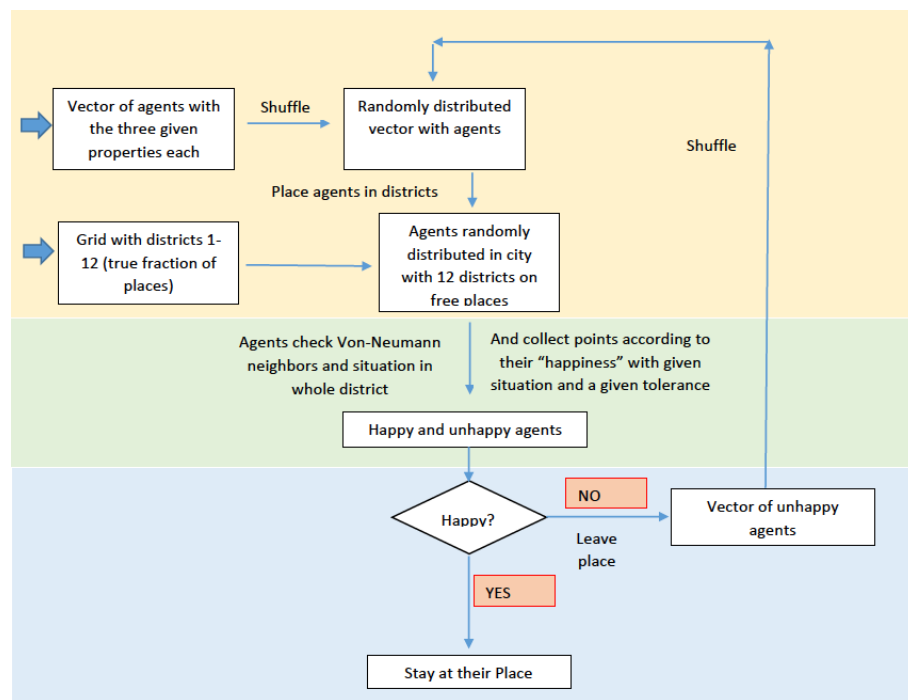 Vector of agents with
the three given
properties each
Shuffle
Randomly distributed
vector with agents
Shuffle
Place agents in districts
Grid with districts 1-
12 (true fraction of
places)
Agents randomly
distributed in city
with 12 districts on
free places
Agents check Von-Neumann
neighbors and situation in
whole district
And collect points according to
their “happiness” with given
situation and a given tolerance
Happy and unhappy agents
Happy?
NO
Leave
place
Vector of unhappy
agents
YES
Stay at their Place